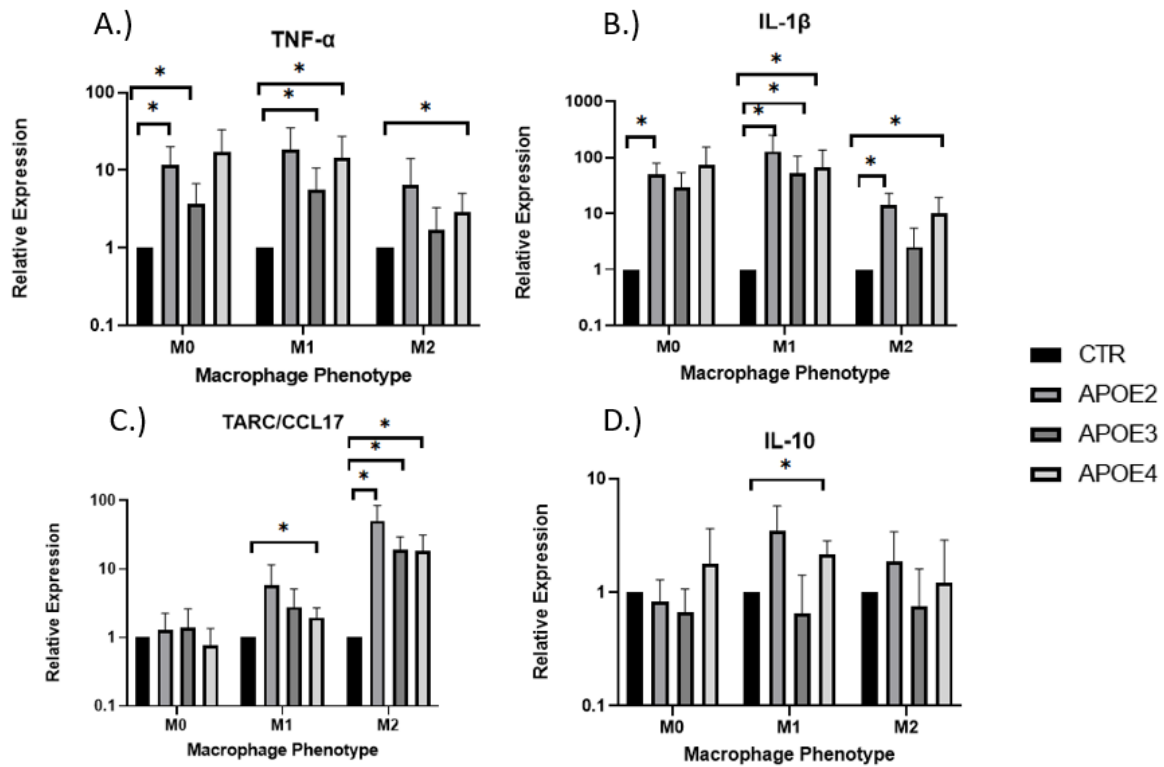 A.)
TNF-α
* *
* *
*
100
10
1
0.1
Relative Expression
M0 M1 M2
Macrophage Phenotype
B.)
IL-1β
*
*
* *
*
*
1000
100
10
1
0.1
Relative Expression
M0 M1 M2
Macrophage Phenotype
CTR
APOE2
APOE3
APOE4
C.)
TARC/CCL17
*
*
*
*
100
10
1
0.1
Relative Expression
M0 M1 M2
Macrophage Phenotype
D.)
IL-10
*
10
1
0.1
Relative Expression
M0 M1 M2
Macrophage Phenotype